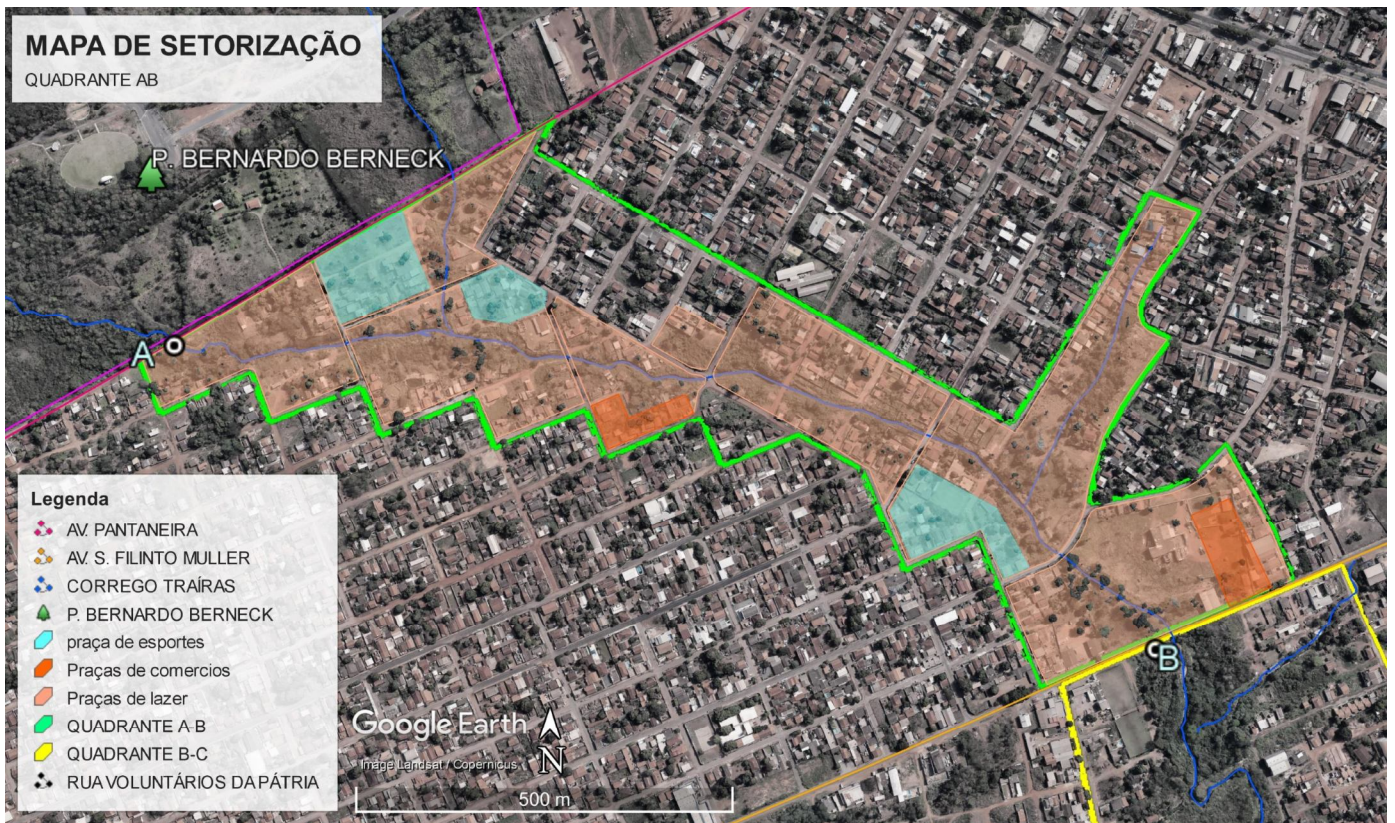 MAPA DE SETORIZAÇÃO
QUADRANTE AB
P. BERNARDO BERNECK
A
B
Legenda
AV. PANTANEIRA
AV. S. FILINTO MULLER
CORREGO TRAÍRAS
P. BERNARDO BERNECK
praça de esportes
Praças de comercios
Praças de lazer
QUADRANTE A-B
QUADRANTE B-C
RUA VOLUNTÁRIOS DA PÁTRIA
Google Earth
Image Landsat / Copernicus
N
500 m